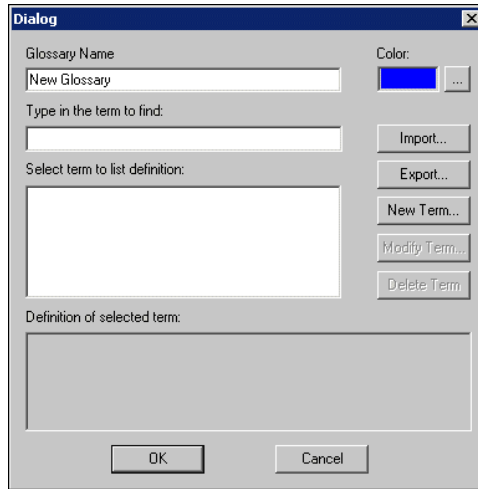 Dialog
Glossary Name
Color:
New Glossary
...
Type in the term to find:
Import...
Select term to list definition:
Export...
New Term...
Modify Term...
Delete Term
Definition of selected term:
OK
Cancel